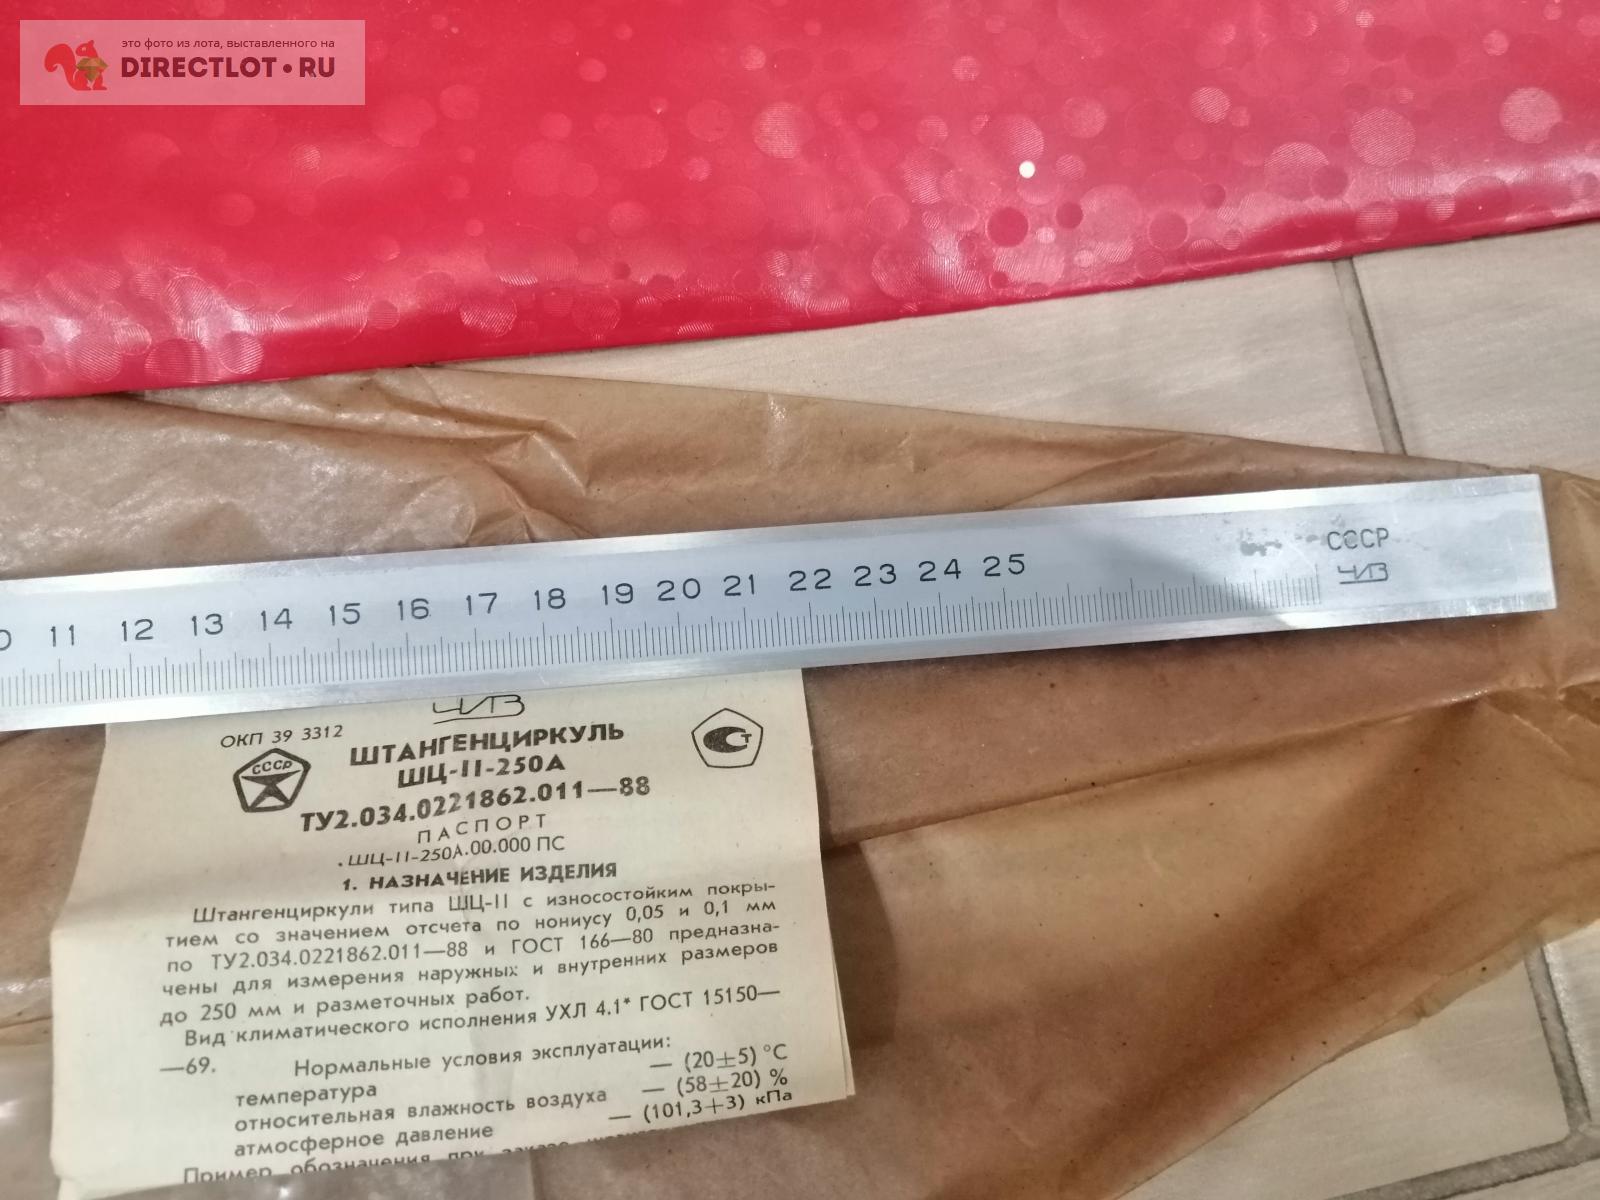 это фото из лота, выставленного на
DIRECTLOT•RU
СССР
ЧИЗ
11 12 13 14 15 16 17 18 19 20 21 22 23 24 25
ЧИЗ
ОКП 39 3312
СССР
ШТАНГЕНЦИРКУЛЬ
ШЦ-II-250А
ТУ2.034.0221862.011—88
ПАСПОРТ
ШЦ-II-250А.00.000 ПС
1. НАЗНАЧЕНИЕ ИЗДЕЛИЯ
Штангенциркули типа ШЦ-II с износостойким покры-
тием со значением отсчета по нониусу 0,05 и 0,1 мм
по ТУ2.034.0221862.011—88 и ГОСТ 166—80 предназна-
чены для измерения наружных и внутренних размеров
до 250 мм и разметочных работ.
Вид климатического исполнения УХЛ 4.1* ГОСТ 15150—
—69.
Нормальные условия эксплуатации:
температура — (20±5) °С
относительная влажность воздуха — (58±20) %
атмосферное давление — (101,3+3) кПа
Пример обозначения при заказе